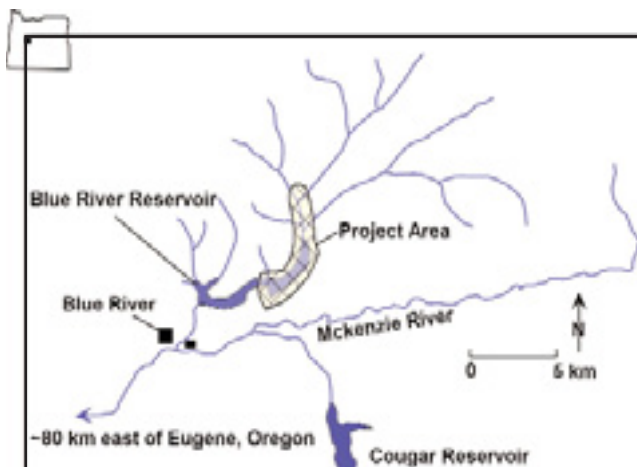 Blue River Reservoir
Project Area
Blue River
Mckenzie River
N
0 5 km
~80 km east of Eugene, Oregon
Cougar Reservoir